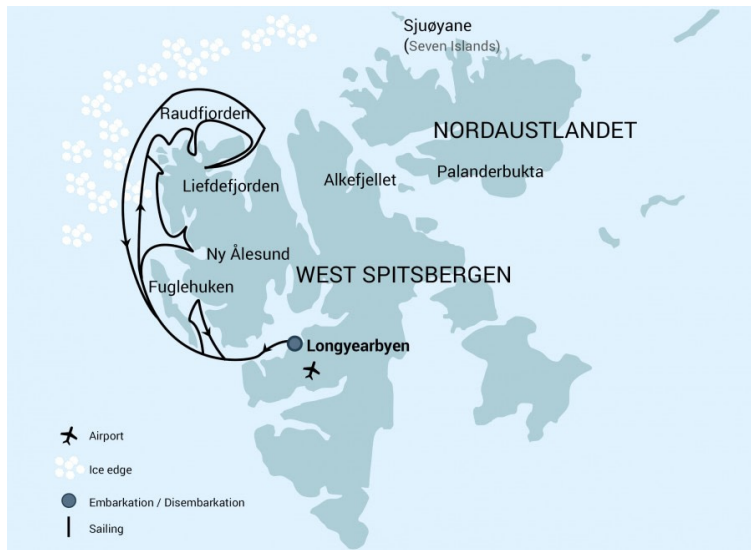 Sjuøyane
(Seven Islands)
Raudfjorden
NORDAUSTLANDET
Liefdefjorden
Alkefjellet
Palanderbukta
Ny Ålesund
WEST SPITSBERGEN
Fuglehuken
Longyearbyen
Airport
Ice edge
Embarkation / Disembarkation
Sailing